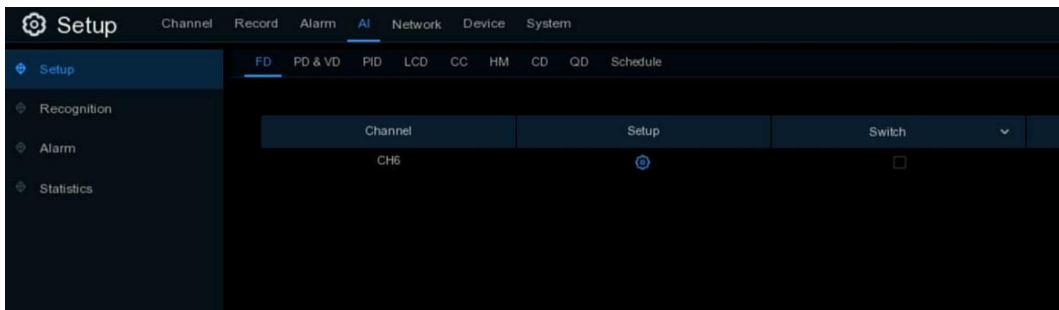 Setup Channel Record Alarm AI Network Device System
Setup FD PD & VD PID LCD CC HM CD QD Schedule
Recognition
Channel Setup Switch
Alarm
CH6
Statistics